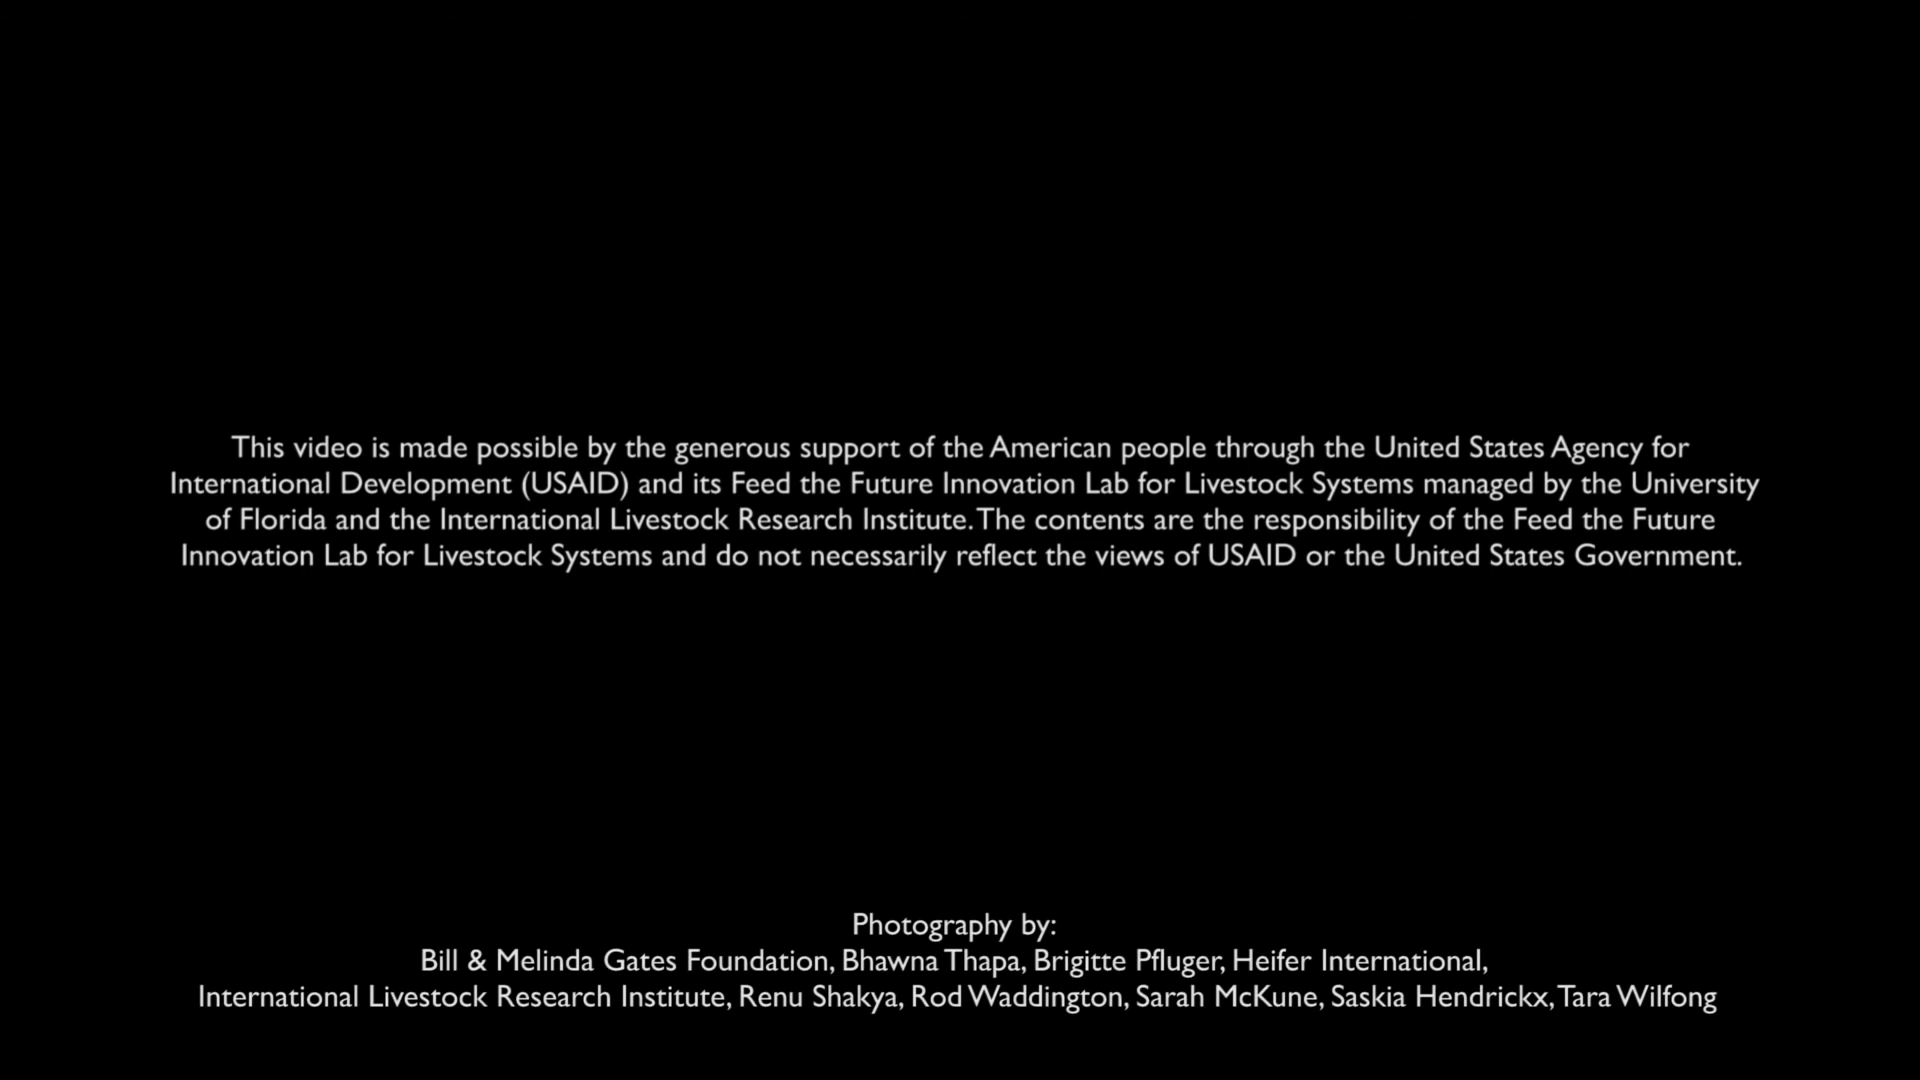 This video is made possible by the generous support of the American people through the United States Agency for
International Development (USAID) and its Feed the Future Innovation Lab for Livestock Systems managed by the University
of Florida and the International Livestock Research Institute. The contents are the responsibility of the Feed the Future
Innovation Lab for Livestock Systems and do not necessarily reflect the views of USAID or the United States Government.
Photography by:
Bill & Melinda Gates Foundation, Bhawna Thapa, Brigitte Pfluger, Heifer International,
International Livestock Research Institute, Renu Shakya, Rod Waddington, Sarah McKune, Saskia Hendrickx, Tara Wilfong